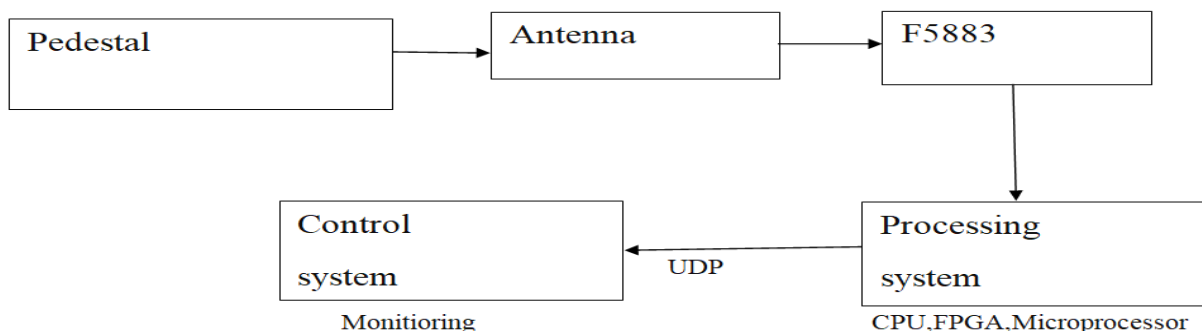 Pedestal
Antenna
F5883
Control
system
UDP
Processing
system
Monitioring
CPU,FPGA,Microprocessor